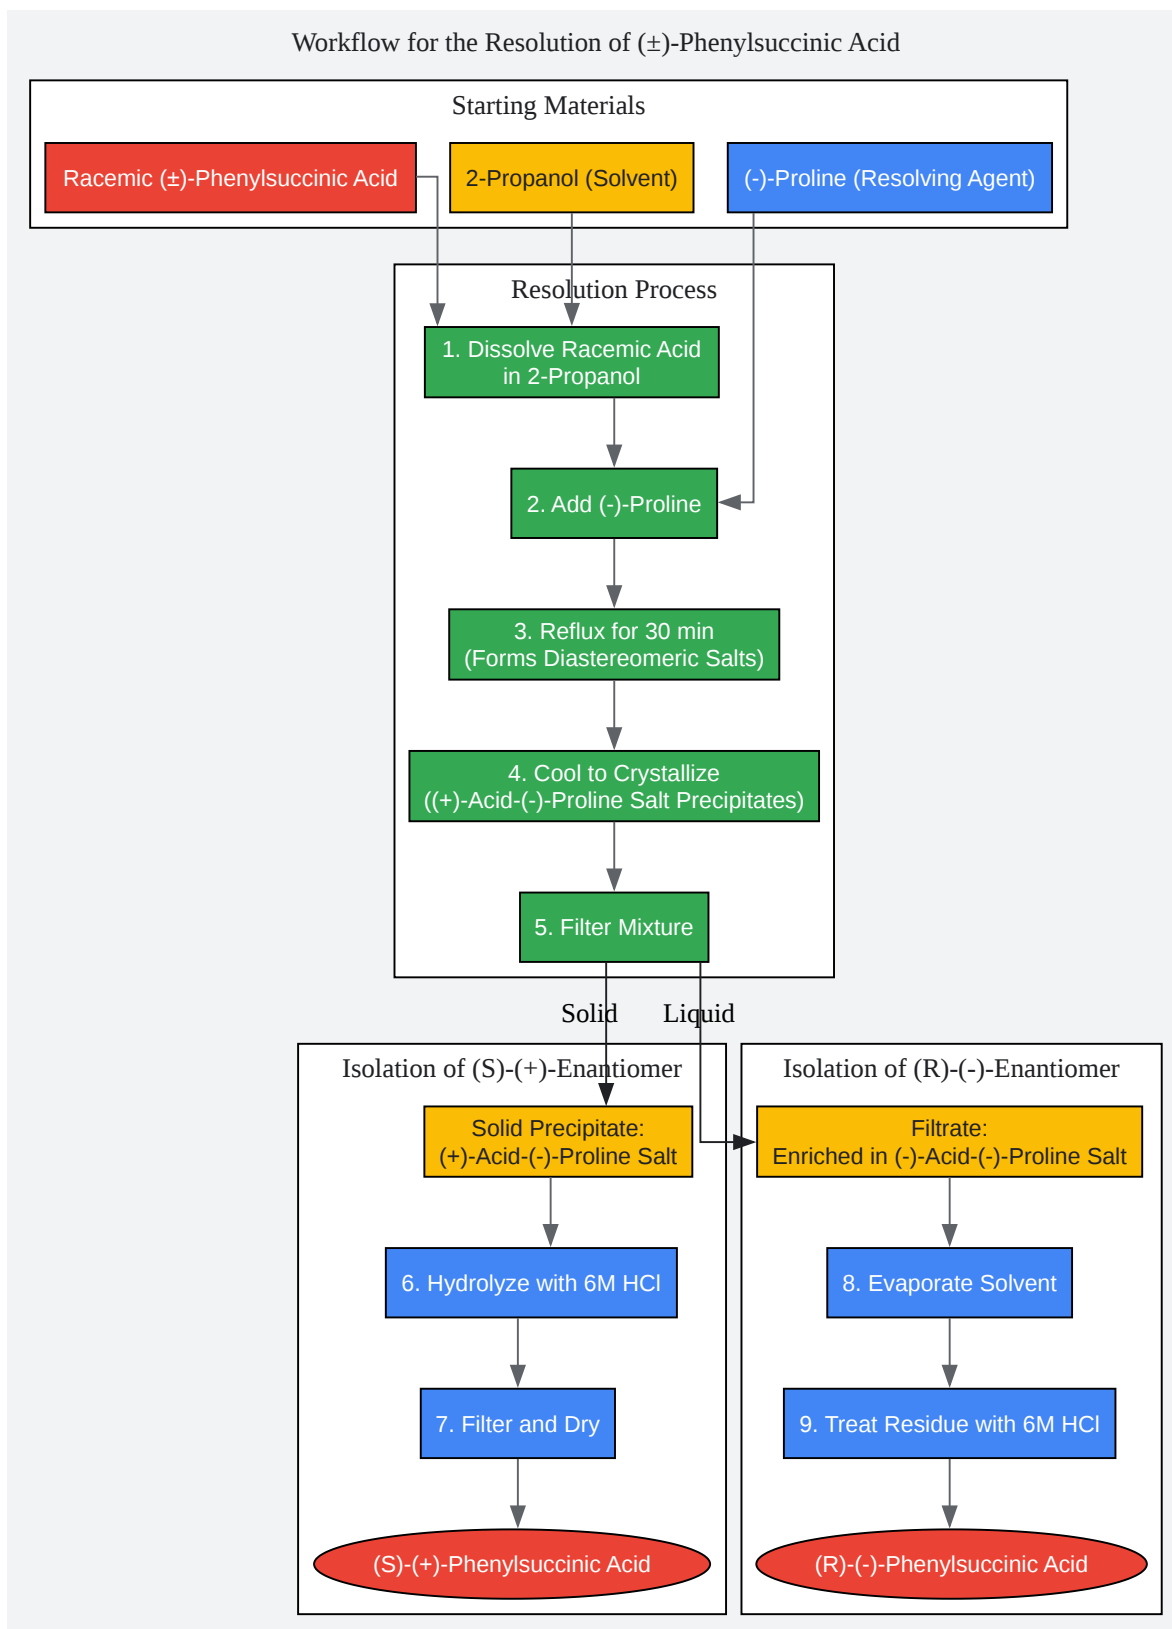 Workflow for the Resolution of (±)-Phenylsuccinic Acid
Starting Materials
Racemic (±)-Phenylsuccinic Acid
2-Propanol (Solvent)
(-)-Proline (Resolving Agent)
Resolution Process
1. Dissolve Racemic Acid
in 2-Propanol
2. Add (-)-Proline
3. Reflux for 30 min
(Forms Diastereomeric Salts)
4. Cool to Crystallize
((+)-Acid-(-)-Proline Salt Precipitates)
5. Filter Mixture
Solid
Liquid
Isolation of (S)-(+)-Enantiomer
Solid Precipitate:
(+)-Acid-(-)-Proline Salt
6. Hydrolyze with 6M HCl
7. Filter and Dry
(S)-(+)-Phenylsuccinic Acid
Isolation of (R)-(-)-Enantiomer
Filtrate:
Enriched in (-)-Acid-(-)-Proline Salt
8. Evaporate Solvent
9. Treat Residue with 6M HCl
(R)-(-)-Phenylsuccinic Acid